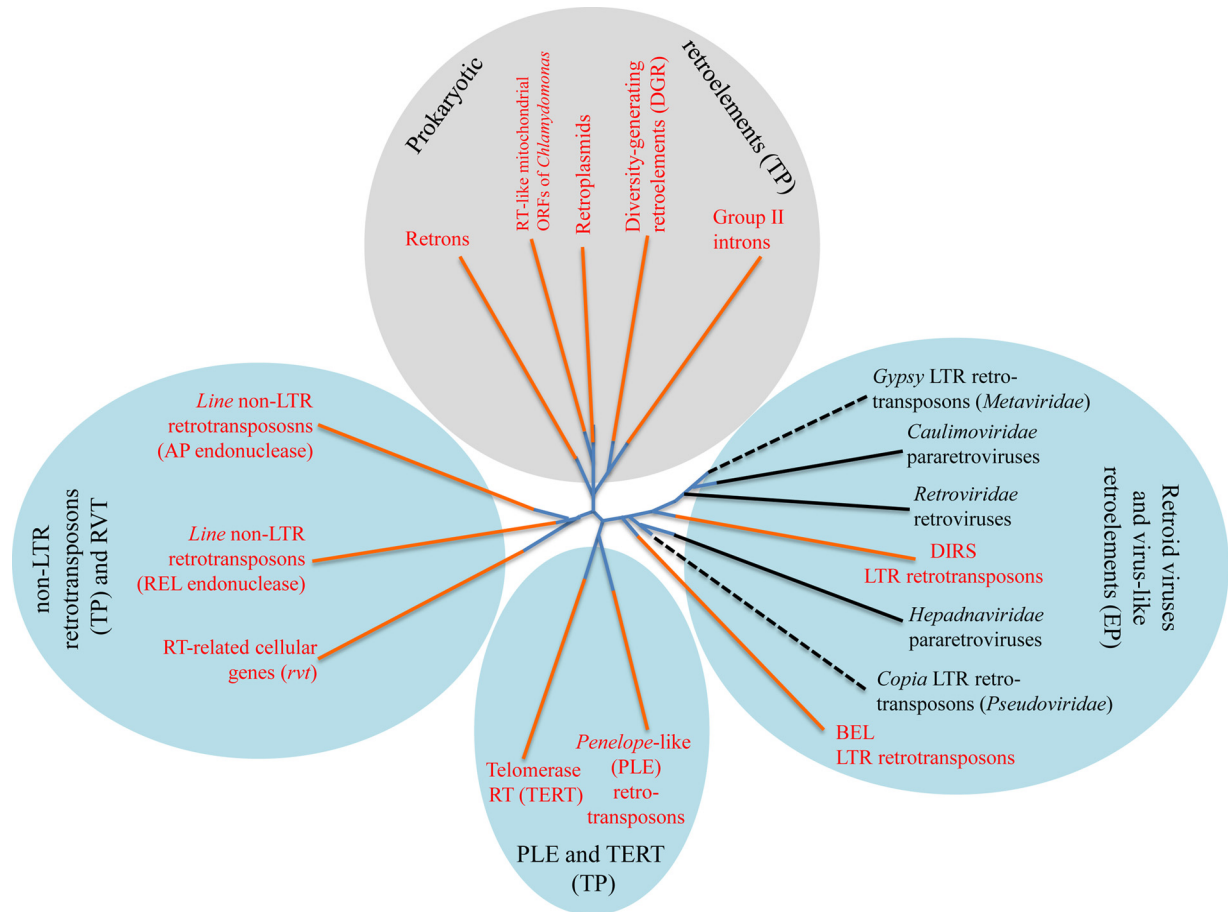 Prokaryotic
retroelements (TP)
Retrons
RT-like mitochondrial
ORFs of Chlamydomonas
Retroplasmids
Diversity-generating
retroelements (DGR)
Group II
introns
Line non-LTR
retrotranspososns
(AP endonuclease)
Line non-LTR
retrotransposons
(REL endonuclease)
RT-related cellular
genes (rvt)
non-LTR
retrotransposons
(TP) and RVT
Telomerase
RT (TERT)
Penelope-like
(PLE)
retro-
transposons
PLE and TERT
(TP)
Gypsy LTR retro-
transposons (Metaviridae)
Caulimoviridae
pararetroviruses
Retroviridae
retroviruses
DIRS
LTR retrotransposons
Hepadnaviridae
pararetroviruses
Copia LTR retro-
transposons (Pseudoviridae)
BEL
LTR retrotransposons
Retroid viruses
and virus-like
retroelements (EP)